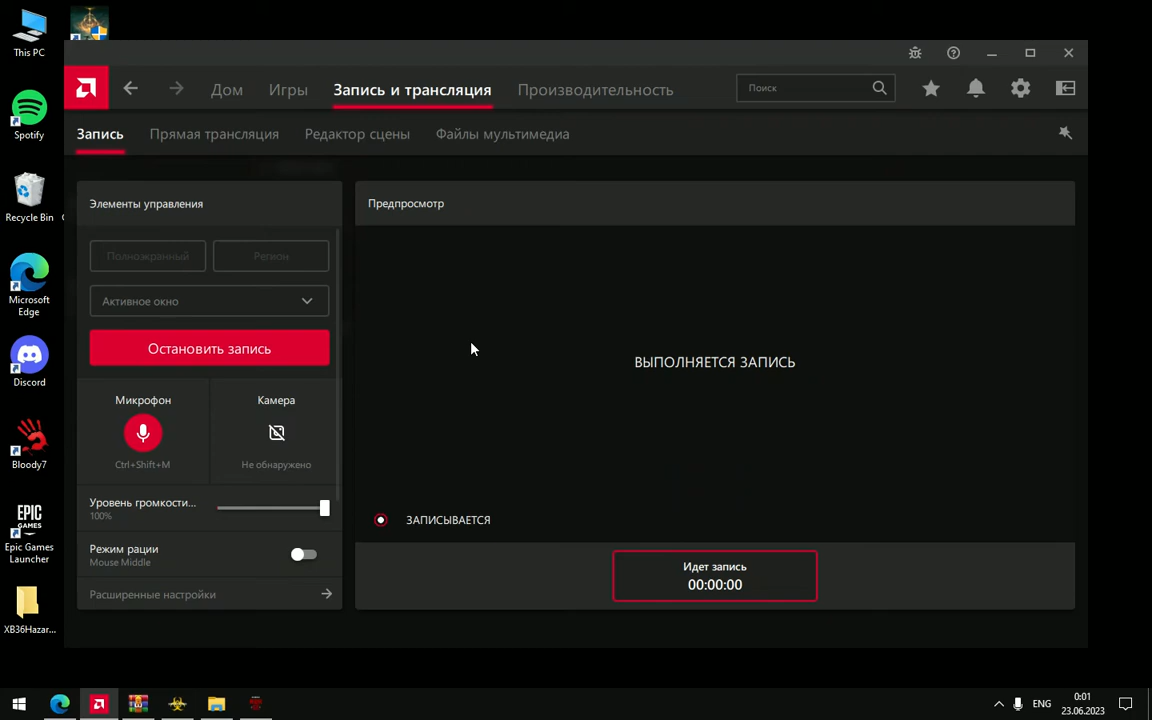 This PC
Spotify
Recycle Bin
Microsoft
Edge
Discord
Bloody7
EPIC
GAMES
Epic Games
Launcher
XB36Hazar...
Дом
Игры
Запись и трансляция
Производительность
Поиск
Запись
Прямая трансляция
Редактор сцены
Файлы мультимедиа
Элементы управления
Полноэкранный
Регион
Активное окно
Остановить запись
Микрофон
Ctrl+Shift+M
Камера
Не обнаружено
Уровень громкости...
100%
Режим рации
Mouse Middle
Расширенные настройки
Предпросмотр
ВЫПОЛНЯЕТСЯ ЗАПИСЬ
ЗАПИСЫВАЕТСЯ
Идет запись
00:00:00
ENG
0:01
23.06.2023